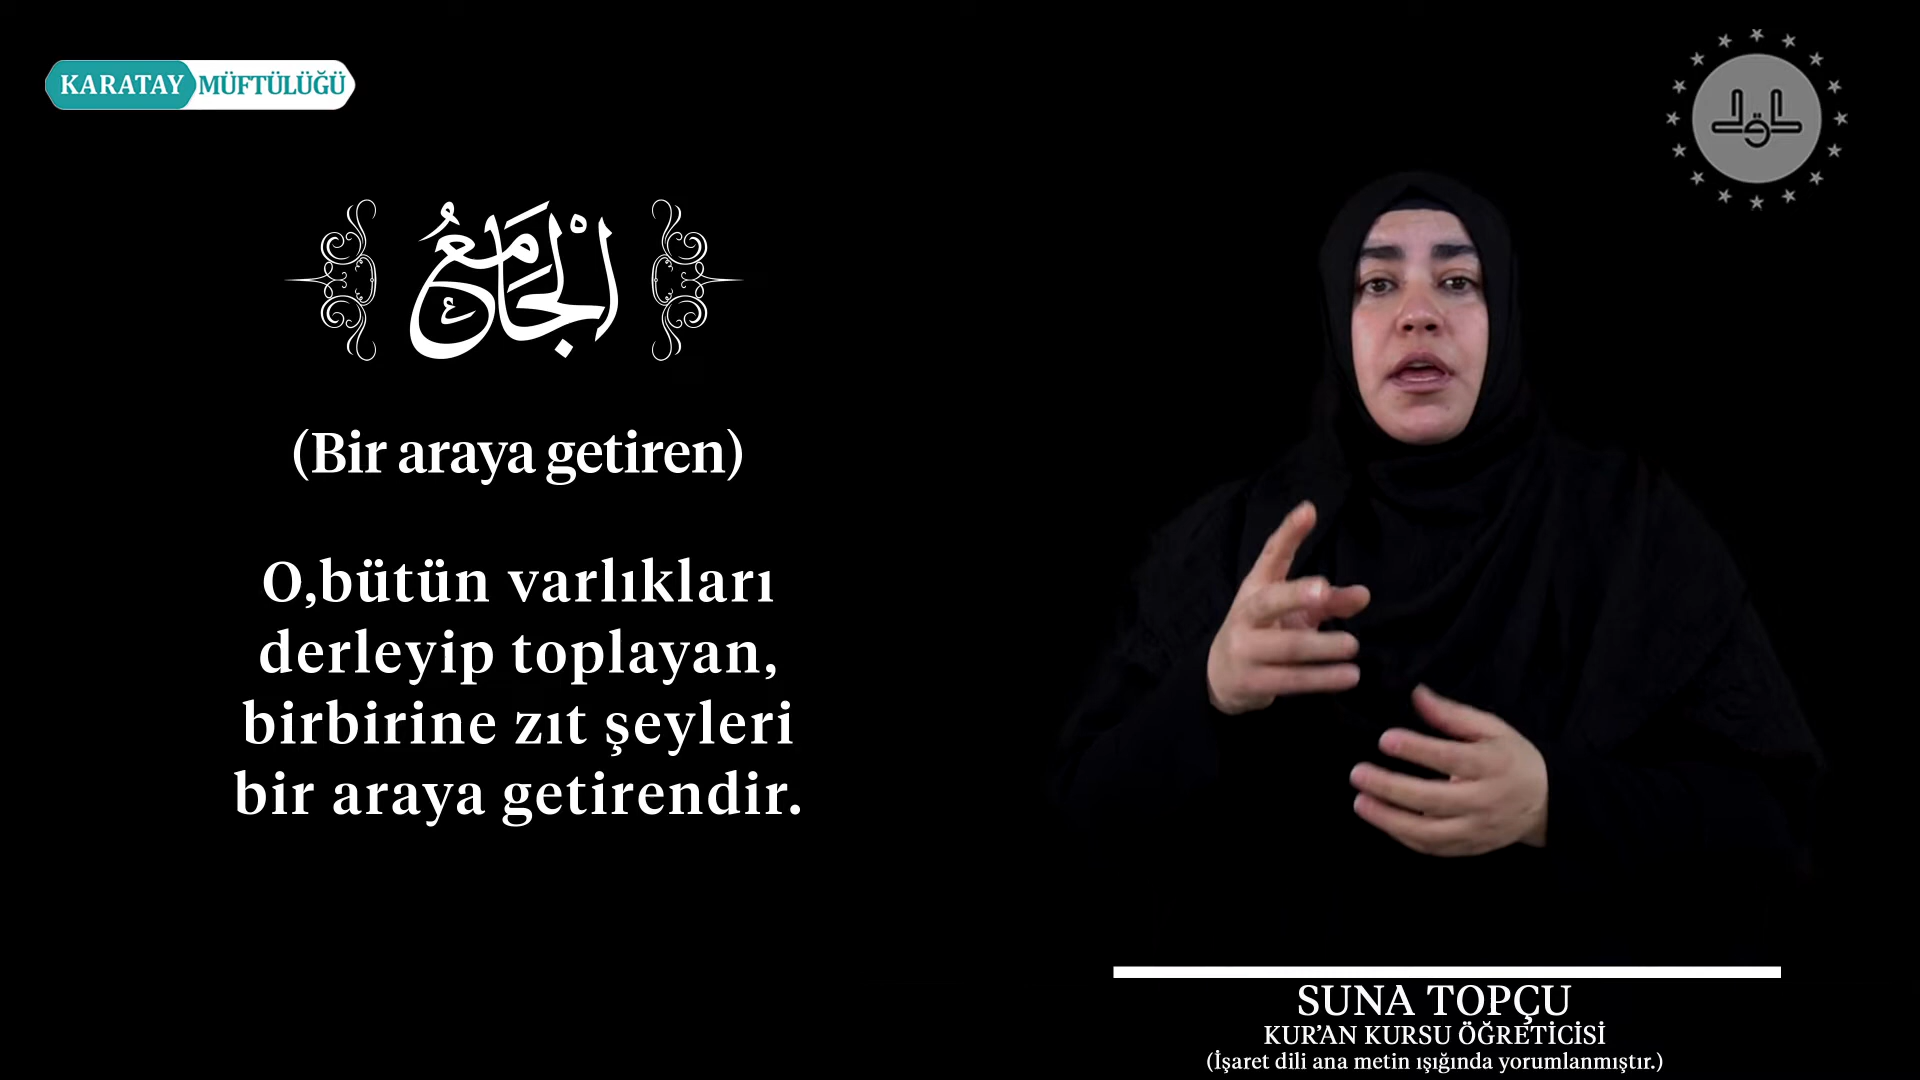 KARATAY MÜFTÜLÜĞÜ
الْجَامِعُ
(Bir araya getiren)
O,bütün varlıkları
derleyip toplayan,
birbirine zıt şeyleri
bir araya getirendir.
SUNA TOPÇU
KUR’AN KURSU ÖĞRETİCİSİ
(İşaret dili ana metin ışığında yorumlanmıştır.)